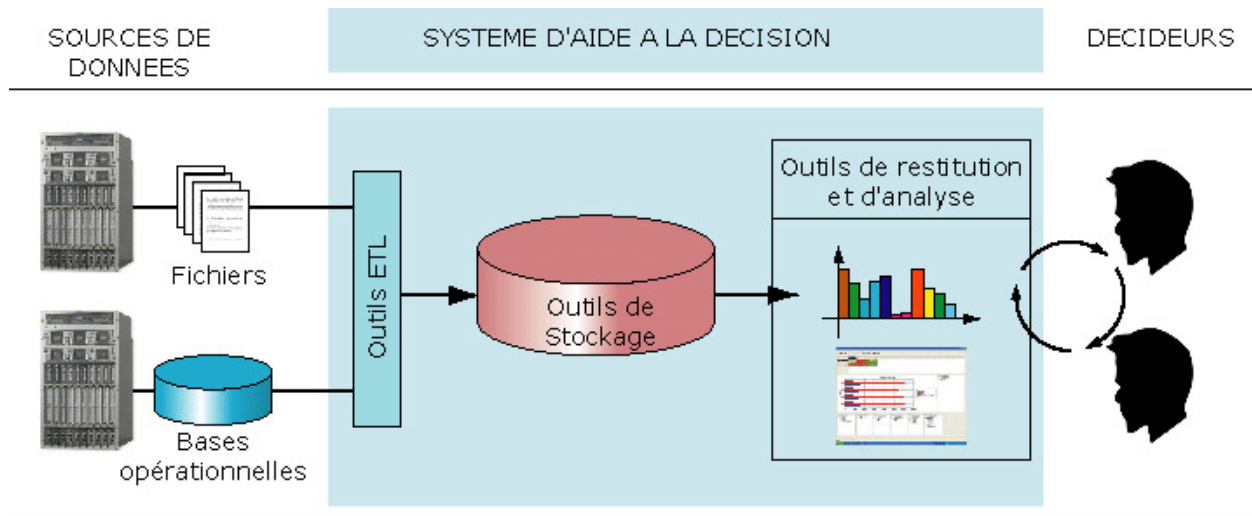 SOURCES DE
DONNEES
SYSTEME D'AIDE A LA DECISION
DECIDEURS
Fichiers
Bases
opérationnelles
Outils ETL
Outils de
Stockage
Outils de restitution
et d'analyse